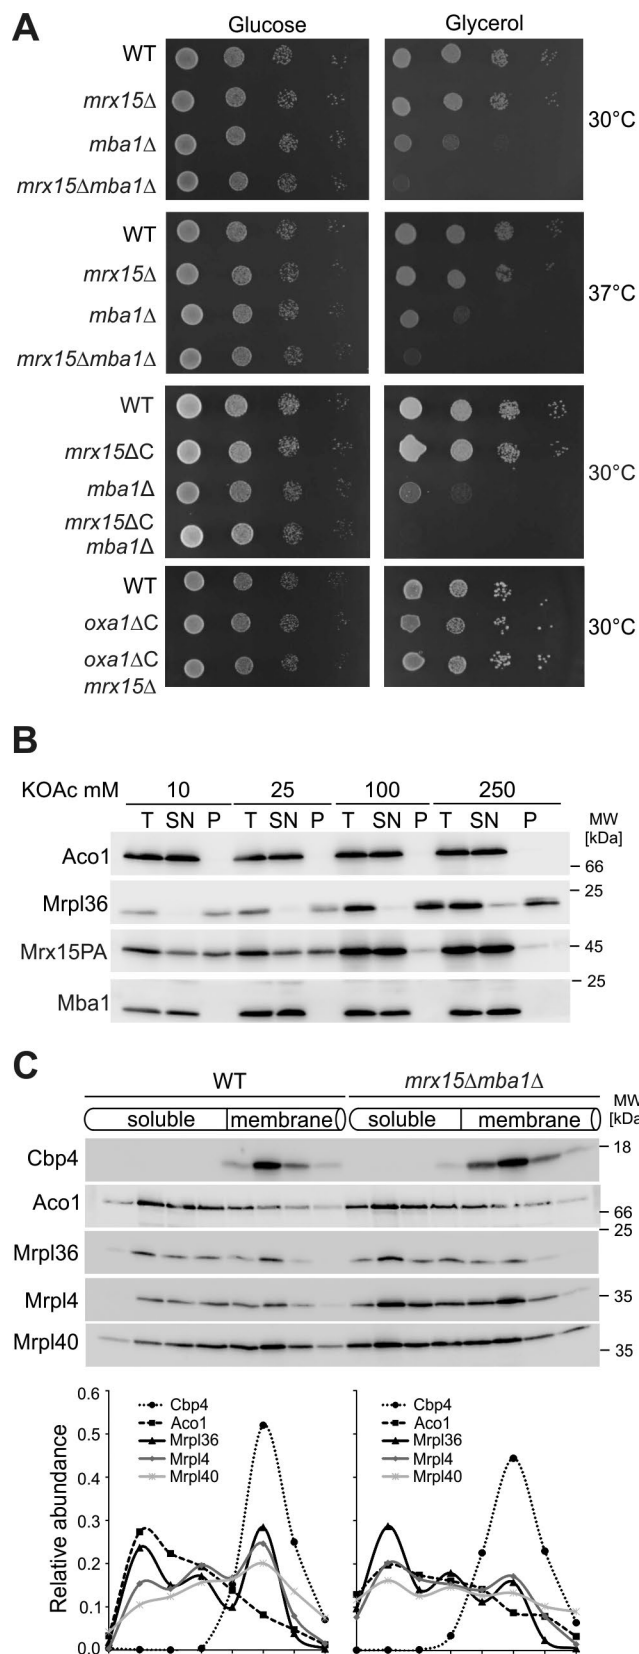 A
Glucose Glycerol
WT
mrx15Δ
mba1Δ
mrx15Δmba1Δ
30°C
WT
mrx15Δ
mba1Δ
mrx15Δmba1Δ
37°C
WT
mrx15ΔC
mba1Δ
mrx15ΔC
mba1Δ
30°C
WT
oxa1ΔC
oxa1ΔC
mrx15Δ
30°C
B
KOAc mM 10 25 100 250
T SN P T SN P T SN P T SN P
MW
[kDa]
Aco1
66
25
Mrpl36
Mrx15PA
45
25
Mba1
C
WT mrx15Δmba1Δ
MW
[kDa
soluble membrane soluble membrane
Cbp4
18
Aco1
66
25
Mrpl36
Mrpl4
35
Mrpl40
35
Relative abundance
0.6
0.5
0.4
0.3
0.2
0.1
0.0
Cbp4
Aco1
Mrpl36
Mrpl4
Mrpl40
Cbp4
Aco1
Mrpl36
Mrpl4
Mrpl40